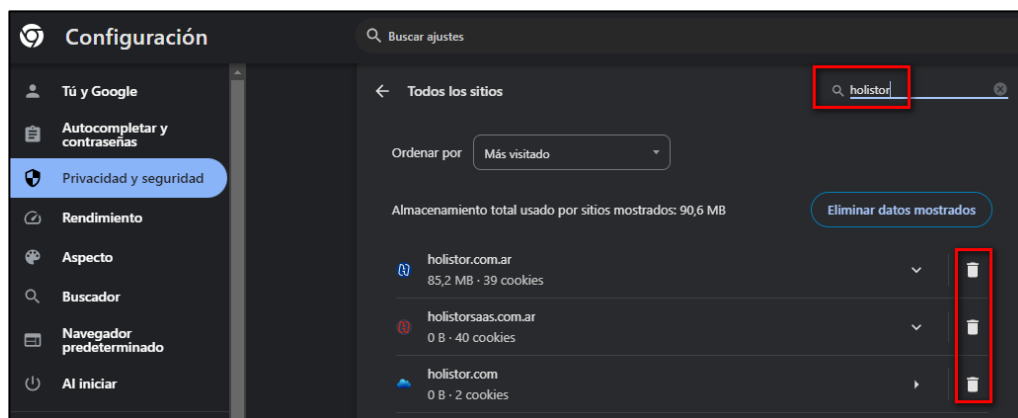 Configuración
Buscar ajustes
Tú y Google
Autocompletar y
contraseñas
Privacidad y seguridad
Rendimiento
Aspecto
Buscador
Navegador
predeterminado
Al iniciar
Todos los sitios
holistor
Ordenar por
Más visitado
Almacenamiento total usado por sitios mostrados: 90,6 MB
Eliminar datos mostrados
holistor.com.ar
85,2 MB · 39 cookies
holistorsaas.com.ar
0 B · 40 cookies
holistor.com
0 B · 2 cookies